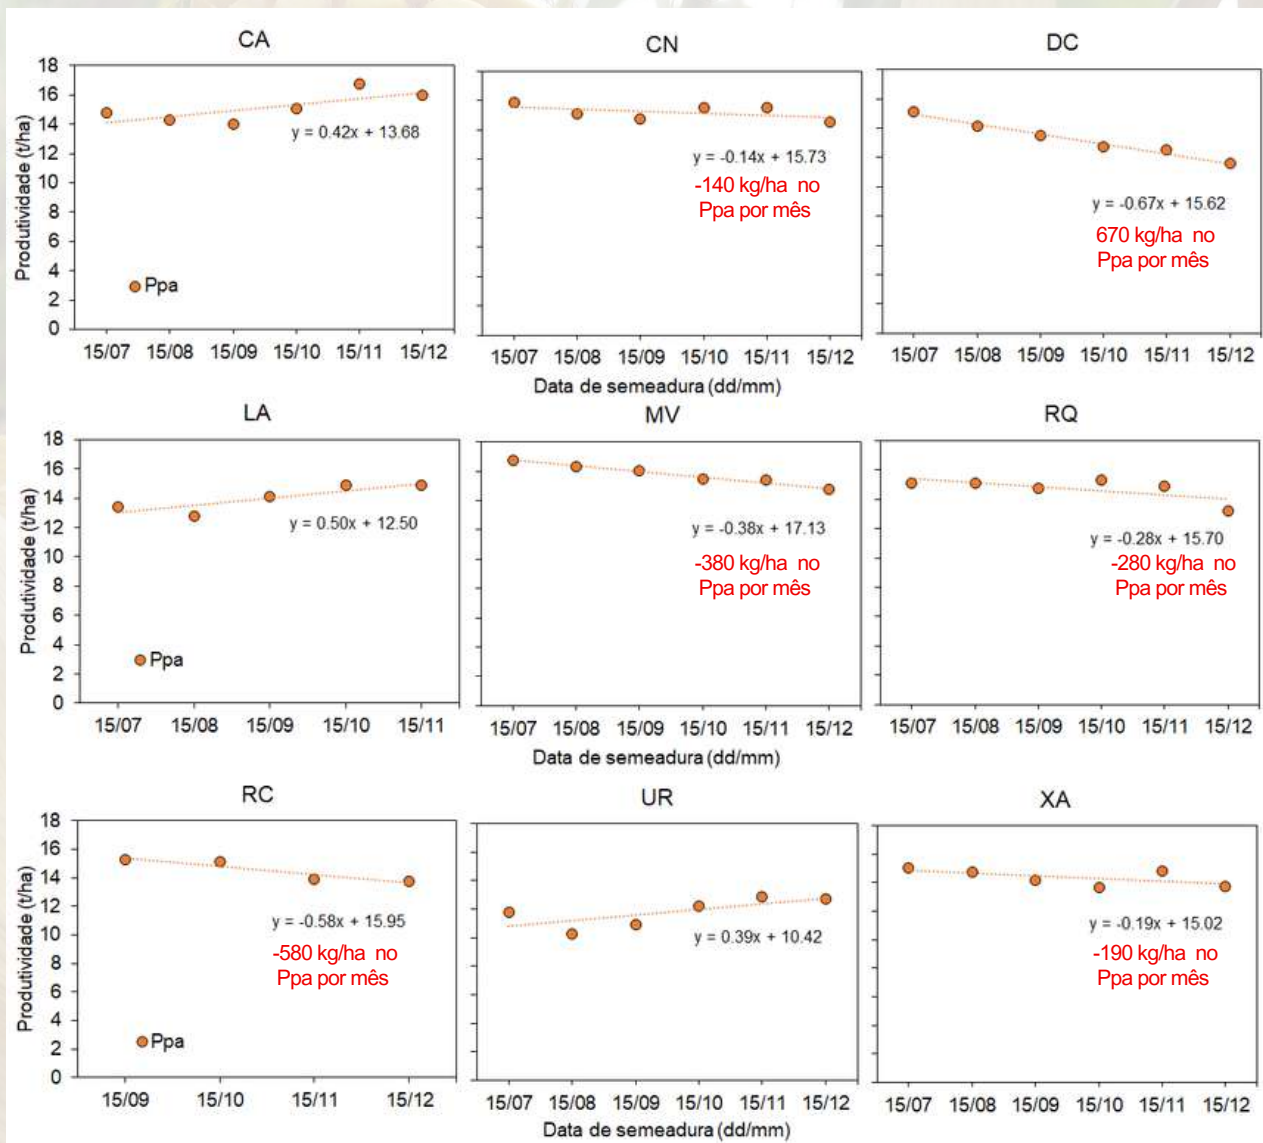 CA
CN
DC
18
16
14
12
10
8
6
4
2
0
Produtividade (t/ha)
y = 0.42x + 13.68
Ppa
y = -0.14x + 15.73
-140 kg/ha no
Ppa por mês
y = -0.67x + 15.62
670 kg/ha no
Ppa por mês
15/07 15/08 15/09 15/10 15/11 15/12
15/07 15/08 15/09 15/10 15/11 15/12
15/07 15/08 15/09 15/10 15/11 15/12
Data de semeadura (dd/mm)
LA
MV
RQ
18
16
14
12
10
8
6
4
2
0
Produtividade (t/ha)
y = 0.50x + 12.50
Ppa
y = -0.38x + 17.13
-380 kg/ha no
Ppa por mês
y = -0.28x + 15.70
-280 kg/ha no
Ppa por mês
15/07 15/08 15/09 15/10 15/11
15/07 15/08 15/09 15/10 15/11 15/12
15/07 15/08 15/09 15/10 15/11 15/12
Data de semeadura (dd/mm)
RC
UR
XA
18
16
14
12
10
8
6
4
2
0
Produtividade (t/ha)
y = -0.58x + 15.95
-580 kg/ha no
Ppa por mês
Ppa
y = 0.39x + 10.42
y = -0.19x + 15.02
-190 kg/ha no
Ppa por mês
15/09 15/10 15/11 15/12
15/07 15/08 15/09 15/10 15/11 15/12
15/07 15/08 15/09 15/10 15/11 15/12
Data de semeadura (dd/mm)